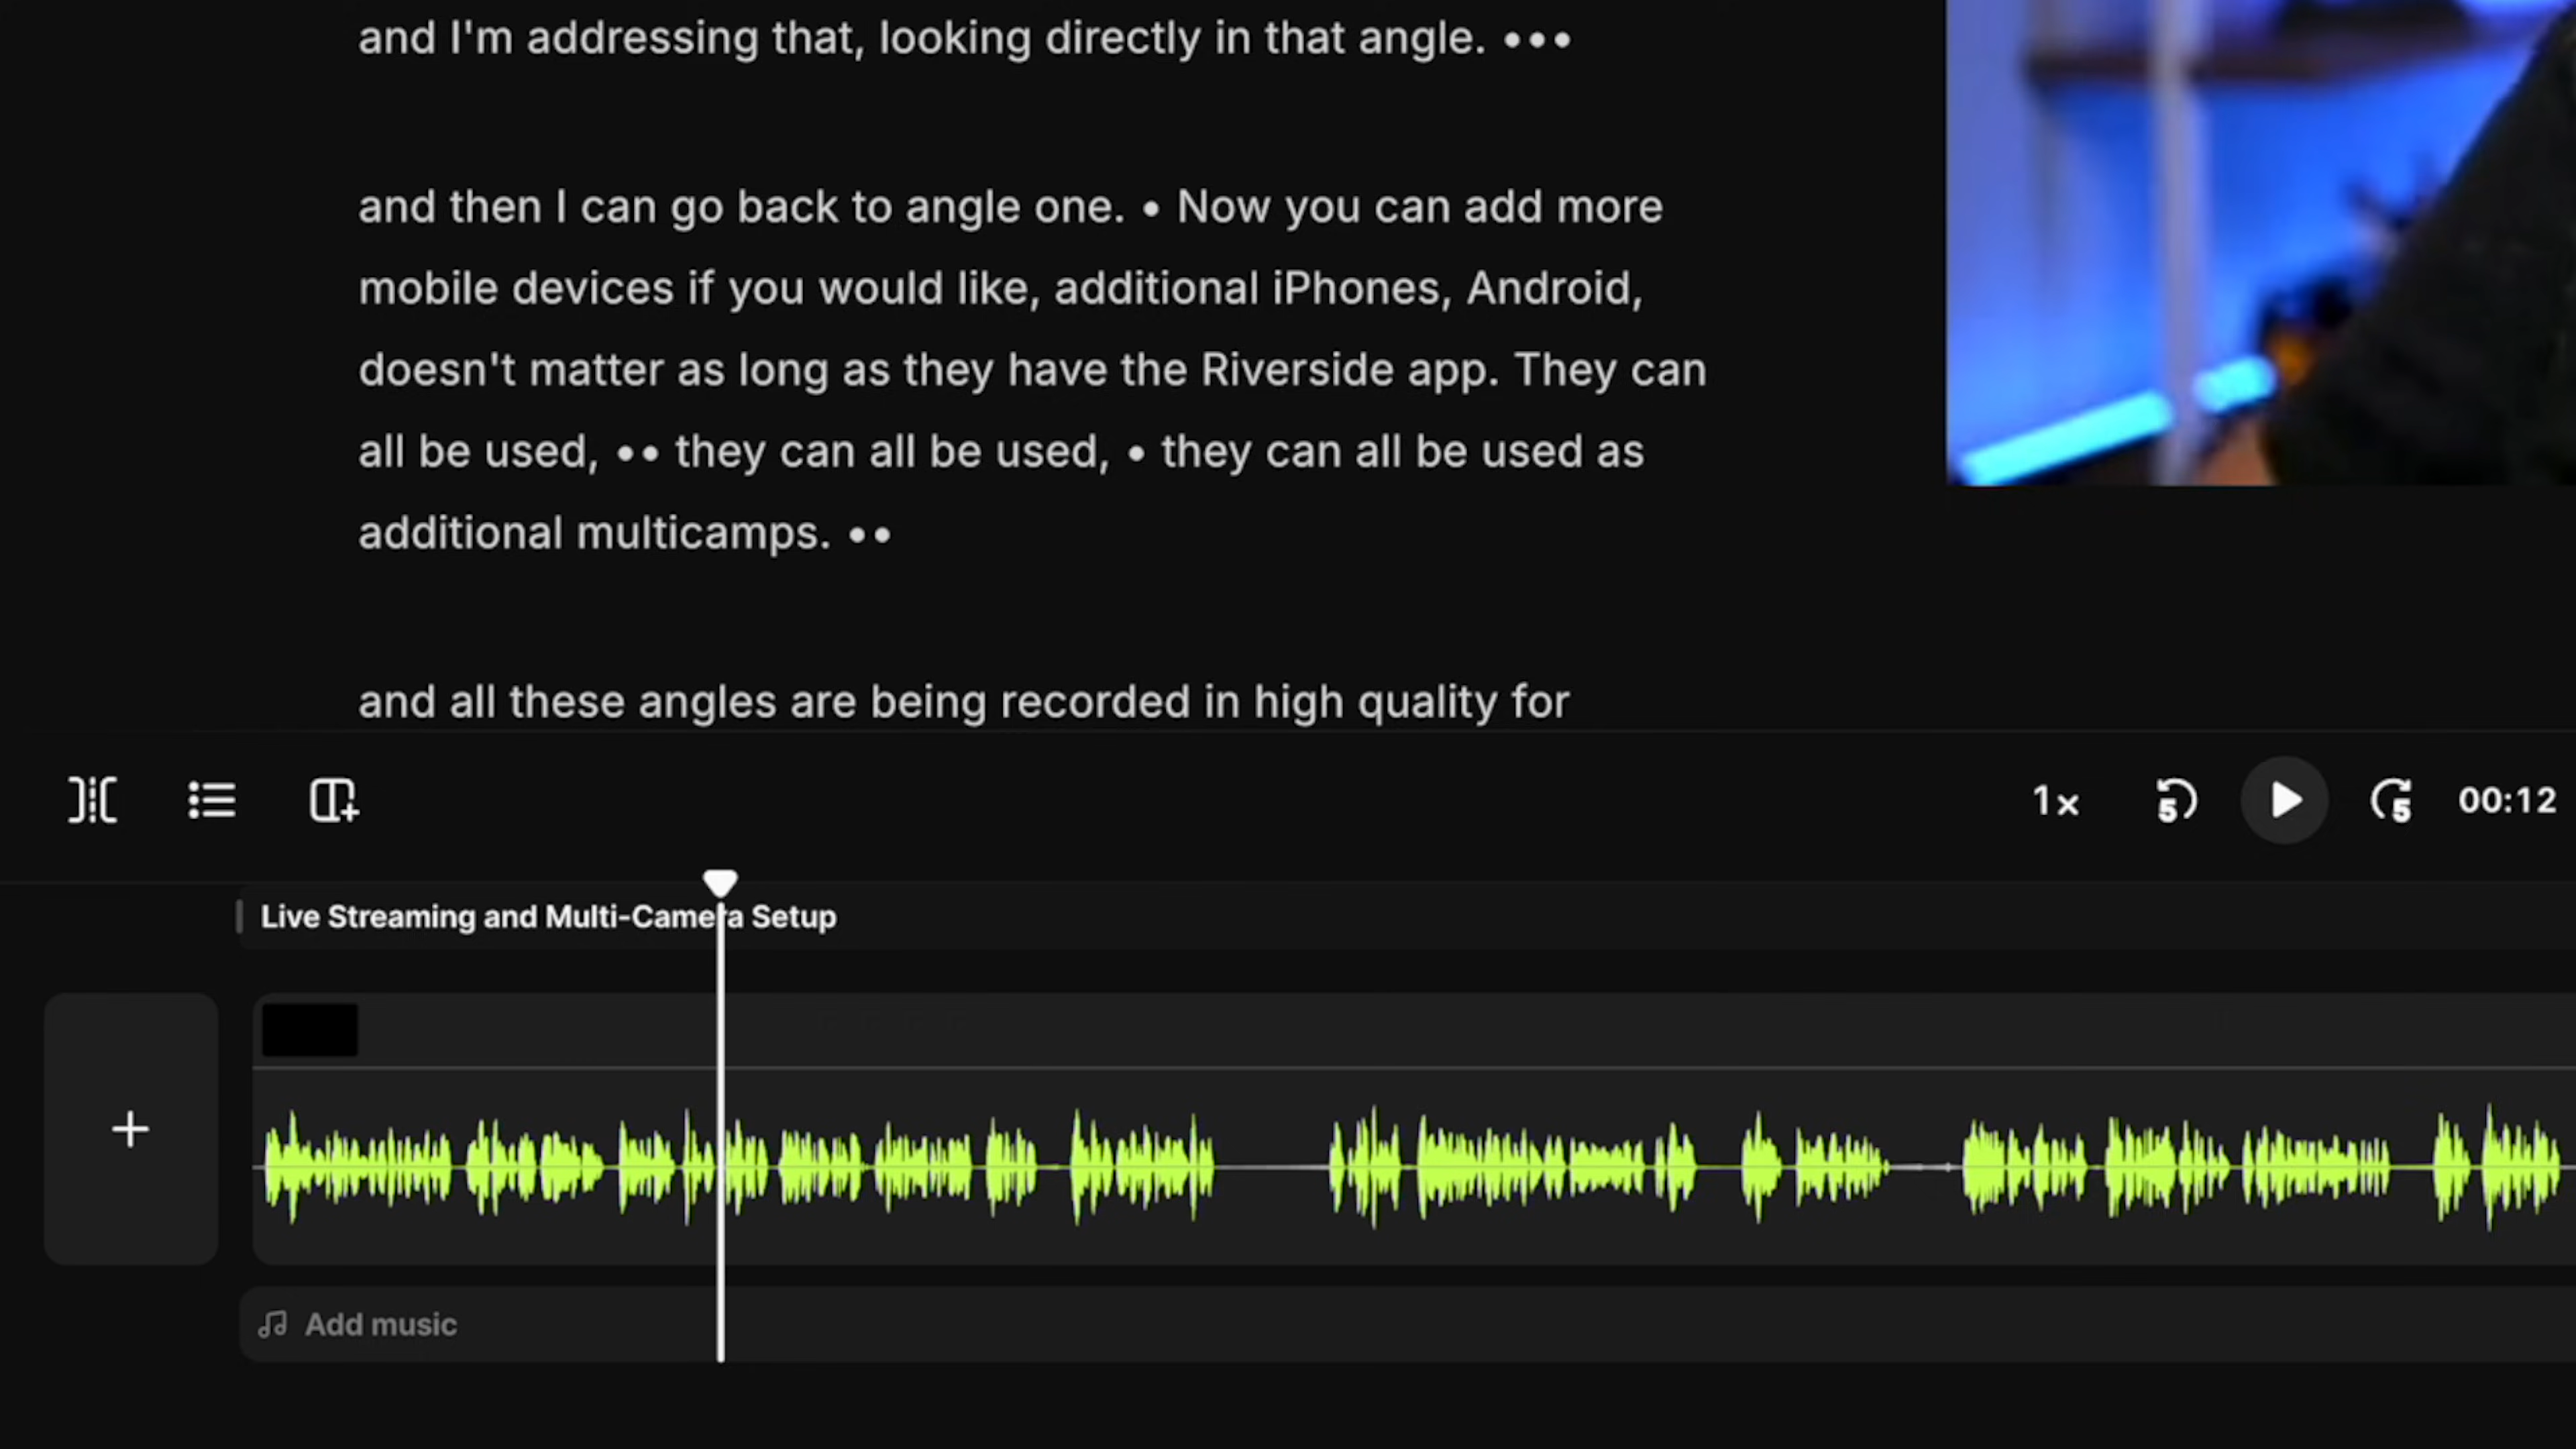 and I'm addressing that, looking directly in that angle. •••
and then I can go back to angle one. • Now you can add more
mobile devices if you would like, additional iPhones, Android,
doesn't matter as long as they have the Riverside app. They can
all be used, •• they can all be used, • they can all be used as
additional multicamps. ••
and all these angles are being recorded in high quality for
1x 5 5 00:12
Live Streaming and Multi-Camera Setup
Add music